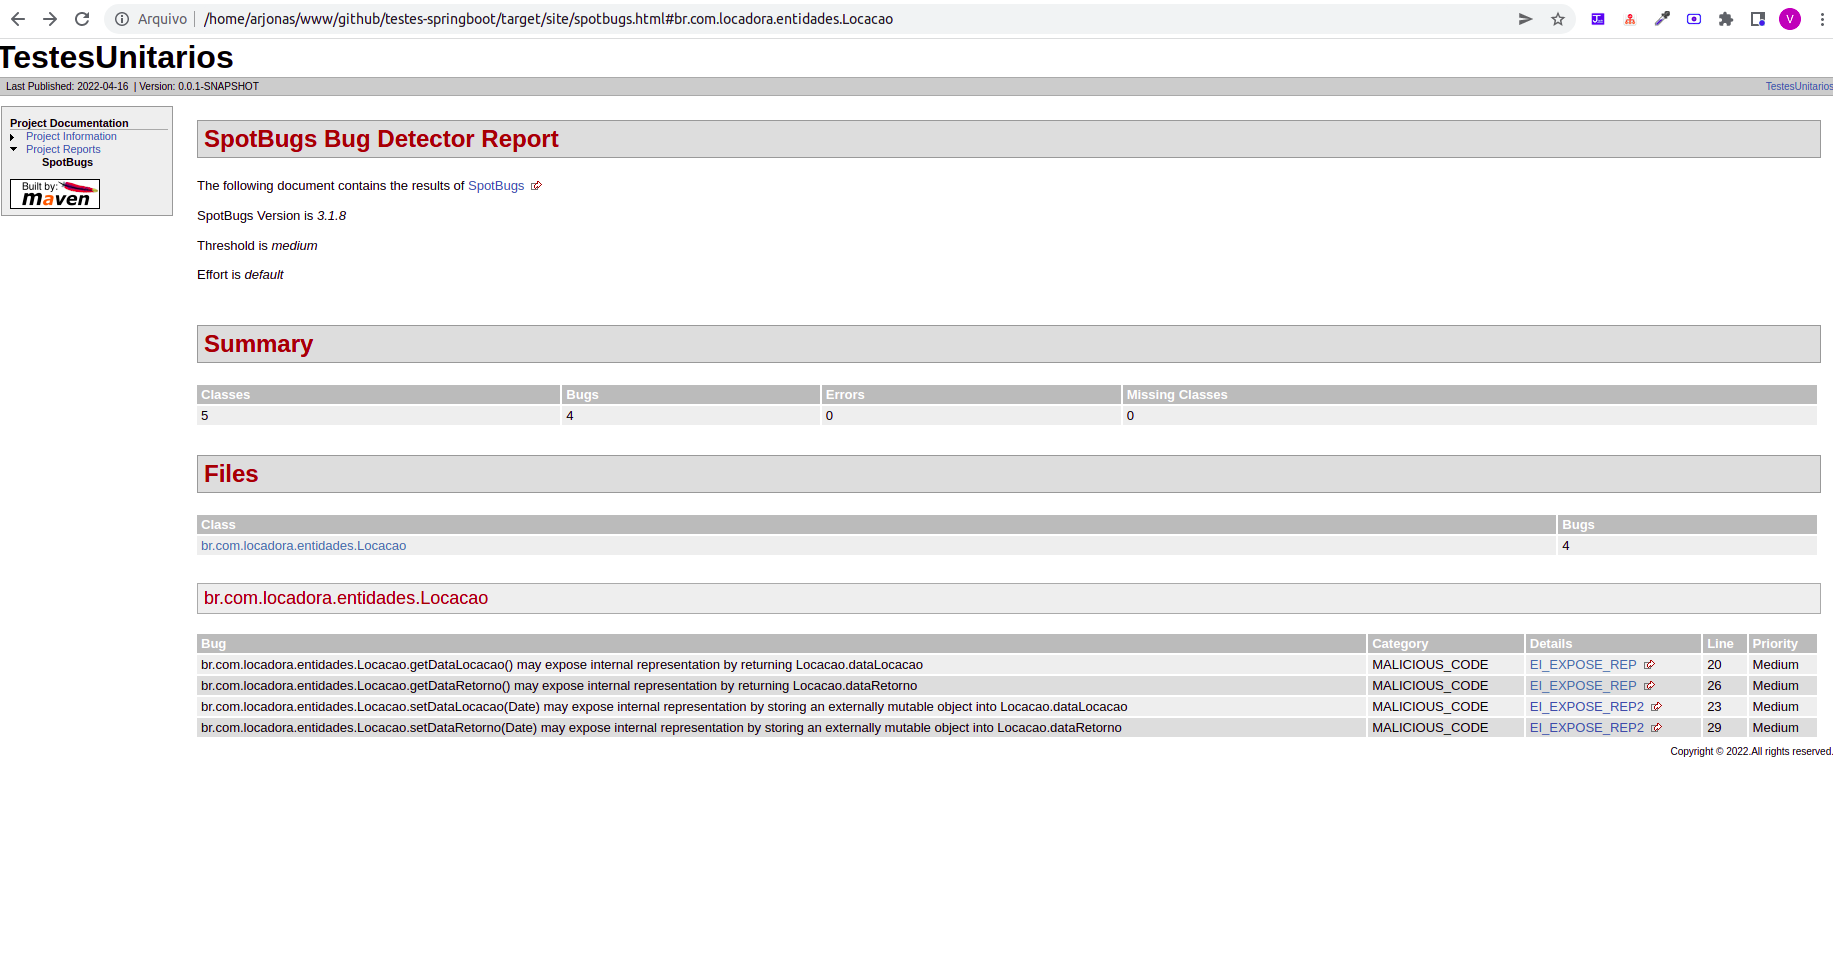 Arquivo /home/arjonas/www/github/testes-springboot/target/site/spotbugs.html#br.com.locadora.entidades.Locacao V
TestesUnitarios
Last Published: 2022-04-16 | Version: 0.0.1-SNAPSHOT TestesUnitarios
Project Documentation
Project Information
Project Reports
SpotBugs
Built by:
maven
SpotBugs Bug Detector Report
The following document contains the results of SpotBugs
SpotBugs Version is 3.1.8
Threshold is medium
Effort is default
Summary
Classes Bugs Errors Missing Classes
5 4 0 0
Files
Class Bugs
br.com.locadora.entidades.Locacao 4
br.com.locadora.entidades.Locacao
Bug Category Details Line Priority
br.com.locadora.entidades.Locacao.getDataLocacao() may expose internal representation by returning Locacao.dataLocacao MALICIOUS_CODE EI_EXPOSE_REP 20 Medium
br.com.locadora.entidades.Locacao.getDataRetorno() may expose internal representation by returning Locacao.dataRetorno MALICIOUS_CODE EI_EXPOSE_REP 26 Medium
br.com.locadora.entidades.Locacao.setDataLocacao(Date) may expose internal representation by storing an externally mutable object into Locacao.dataLocacao MALICIOUS_CODE EI_EXPOSE_REP2 23 Medium
br.com.locadora.entidades.Locacao.setDataRetorno(Date) may expose internal representation by storing an externally mutable object into Locacao.dataRetorno MALICIOUS_CODE EI_EXPOSE_REP2 29 Medium
Copyright © 2022.All rights reserved.